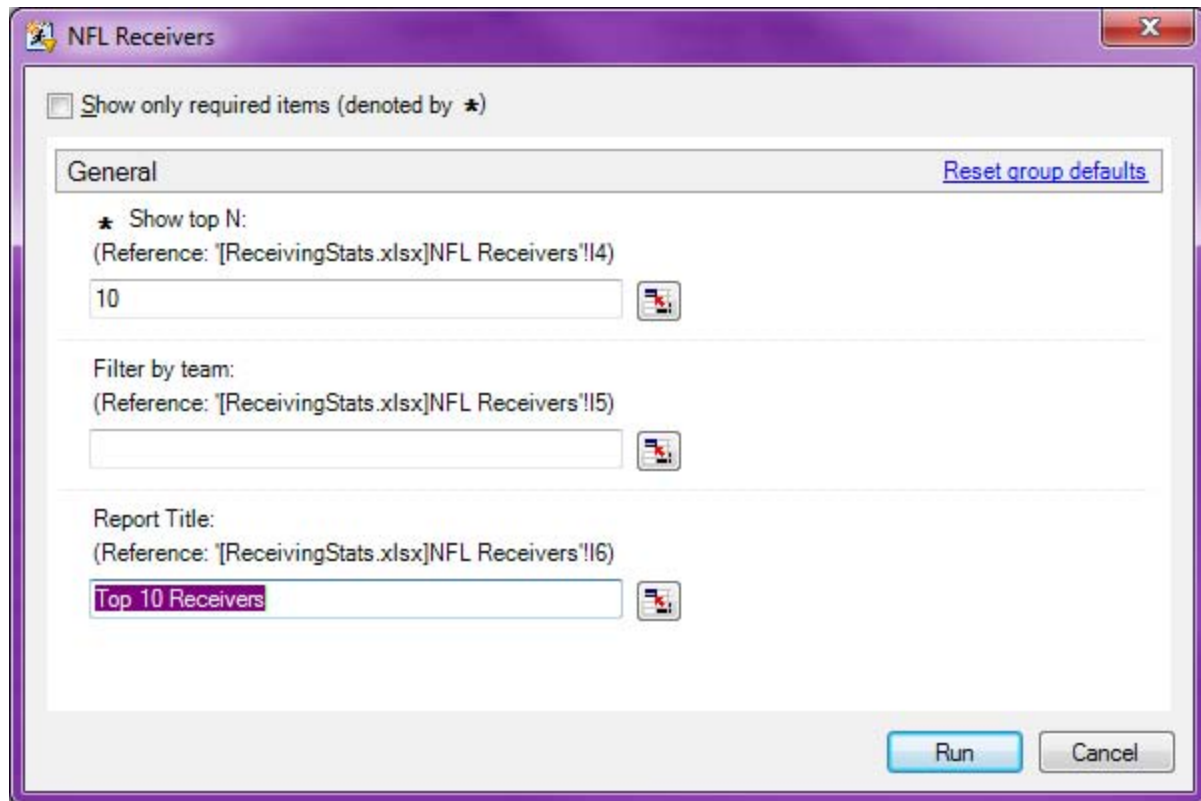 NFL Receivers
Show only required items (denoted by *)
General
Reset group defaults
* Show top N:
(Reference: '[ReceivingStats.xlsx]NFL Receivers'!I4)
10
Filter by team:
(Reference: '[ReceivingStats.xlsx]NFL Receivers'!I5)
Report Title:
(Reference: '[ReceivingStats.xlsx]NFL Receivers'!I6)
Top 10 Receivers
Run
Cancel